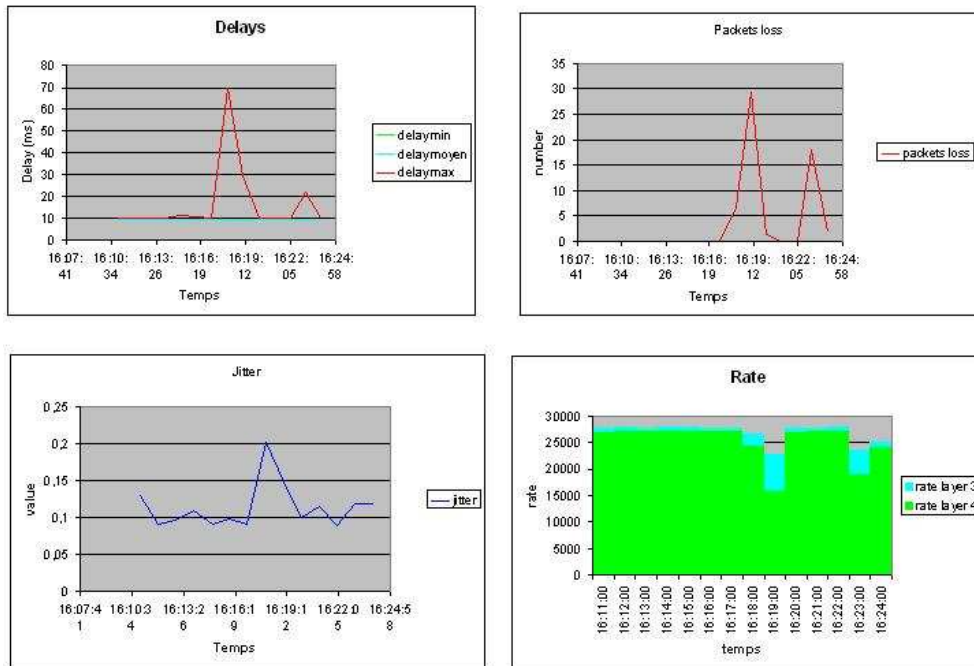 Delays
80
70
60
50
40
30
20
10
0
Delay (ms)
16:07: 16:10: 16:13: 16:16: 16:19: 16:22: 16:24:
41 34 26 19 12 05 58
Temps
delaymin
delaymoyen
delaymax
Packets loss
35
30
25
20
15
10
5
0
number
16:07: 16:10: 16:13: 16:16: 16:19: 16:22: 16:24:
41 34 26 19 12 05 58
Temps
packets loss
Jitter
0,25
0,2
0,15
0,1
0,05
0
value
16:07:4 16:10:3 16:13:2 16:16:1 16:19:1 16:22:0 16:24:5
1 4 6 9 2 5 8
Temps
jitter
Rate
30000
25000
20000
15000
10000
5000
0
rate
16:11:00
16:12:00
16:13:00
16:14:00
16:15:00
16:16:00
16:17:00
16:18:00
16:19:00
16:20:00
16:21:00
16:22:00
16:23:00
16:24:00
temps
rate layer 3
rate layer 4